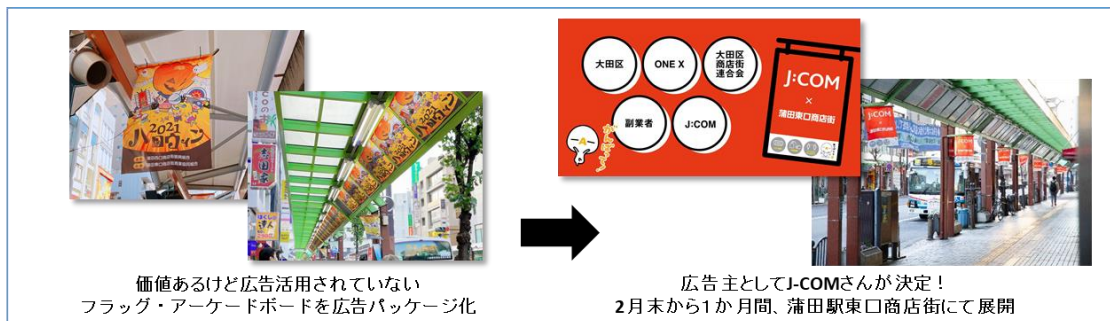 2021
ハロウィン
大田区
ONE X
大田区
商店街
連合会
副業者
J:COM
J:COM
×
蒲田東口商店街
価値あるけど広告活用されていない
フラッグ・アーケードボードを広告パッケージ化
広告主としてJ-COMさんが決定！
2月末から1か月間、蒲田駅東口商店街にて展開